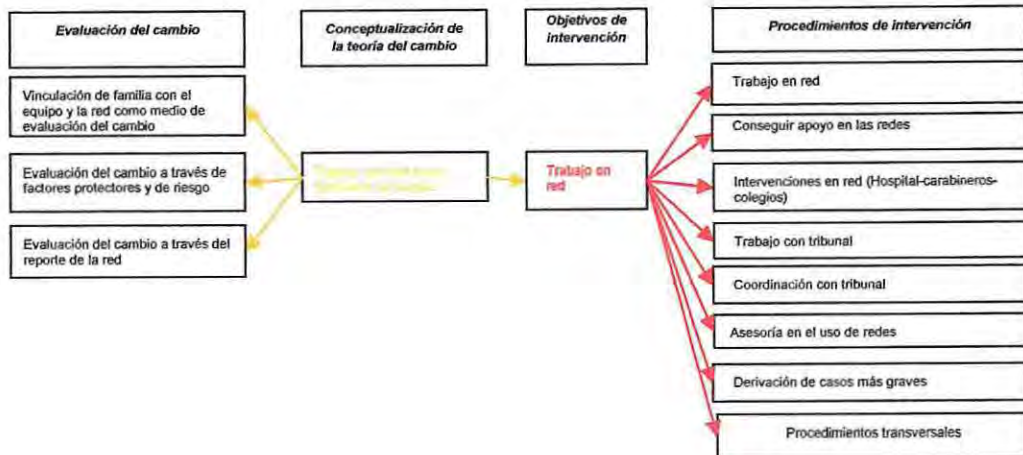 Evaluación del cambio
Conceptualización de
la teoría del cambio
Objetivos de
intervención
Procedimientos de intervención
Vinculación de familia con el
equipo y la red como medio de
evaluación del cambio
Evaluación del cambio a través de
factores protectores y de riesgo
Evaluación del cambio a través del
reporte de la red
Trabajo en
red
Trabajo en red
Conseguir apoyo en las redes
Intervenciones en red (Hospital-carabineros-
colegios)
Trabajo con tribunal
Coordinación con tribunal
Asesoría en el uso de redes
Derivación de casos más graves
Procedimientos transversales